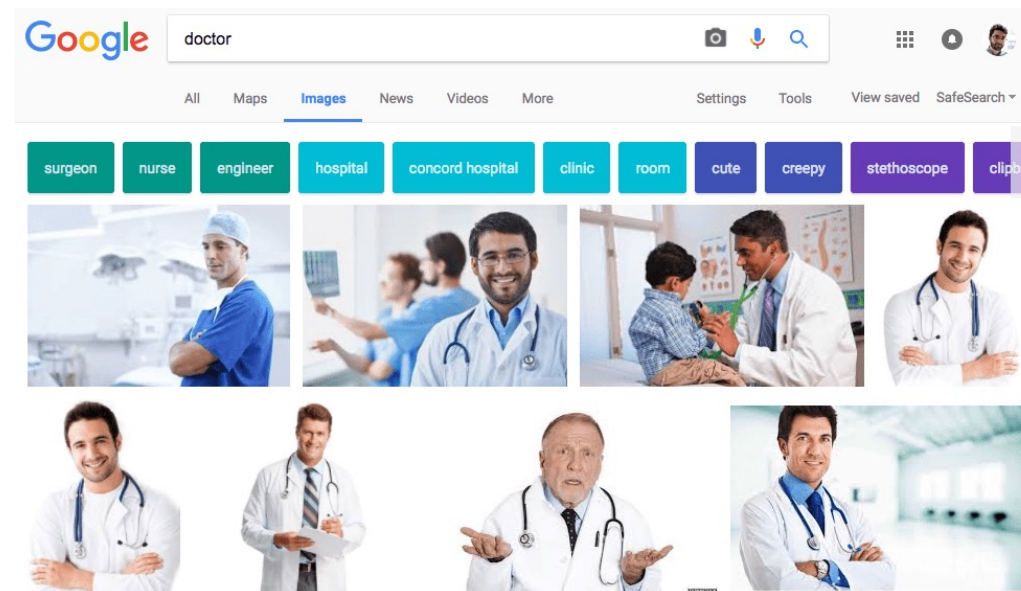 Google doctor
All Maps Images News Videos More Settings Tools View saved SafeSearch
surgeon nurse engineer hospital concord hospital clinic room cute creepy stethoscope clipb